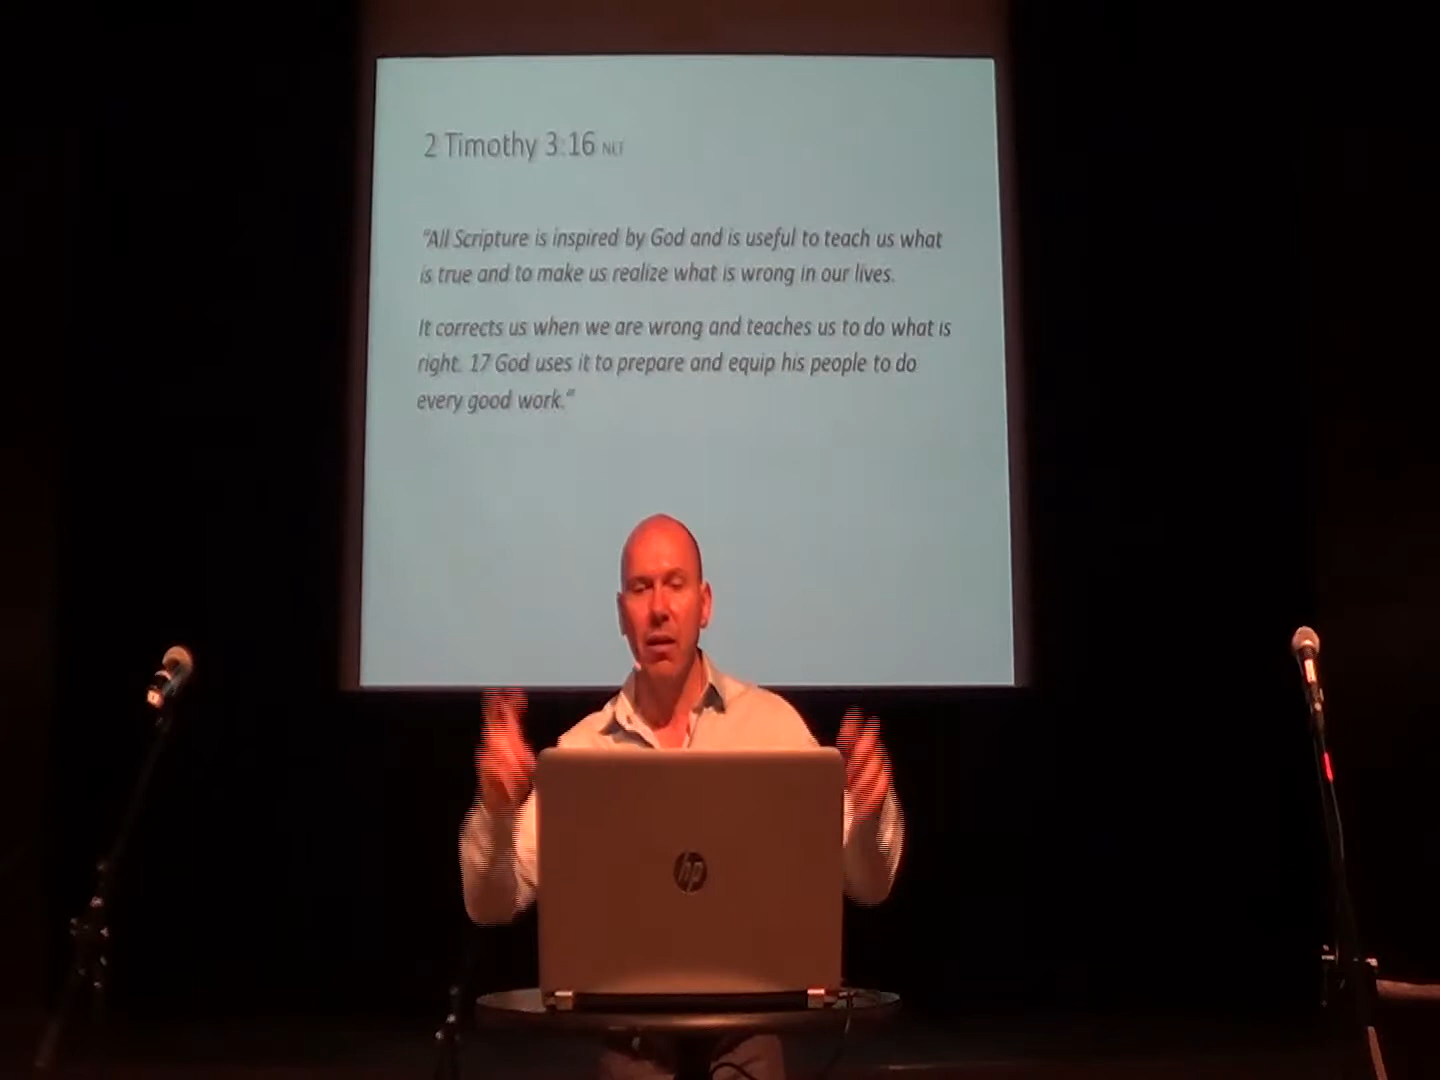 2 Timothy 3:16 NLT
"All Scripture is inspired by God and is useful to teach us what
is true and to make us realize what is wrong in our lives.
It corrects us when we are wrong and teaches us to do what is
right. 17 God uses it to prepare and equip his people to do
every good work."
hp